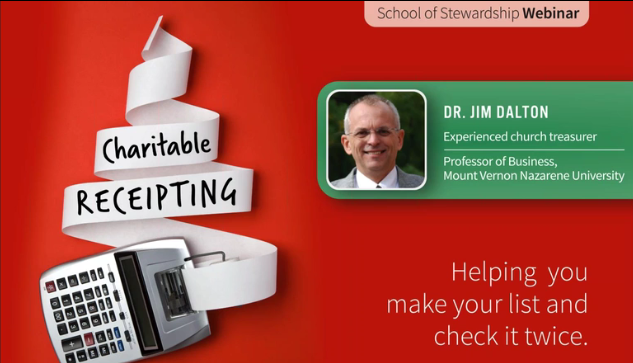 School of Stewardship Webinar
Charitable
RECEIPTING
DR. JIM DALTON
Experienced church treasurer
Professor of Business,
Mount Vernon Nazarene University
Helping you
make your list and
check it twice.